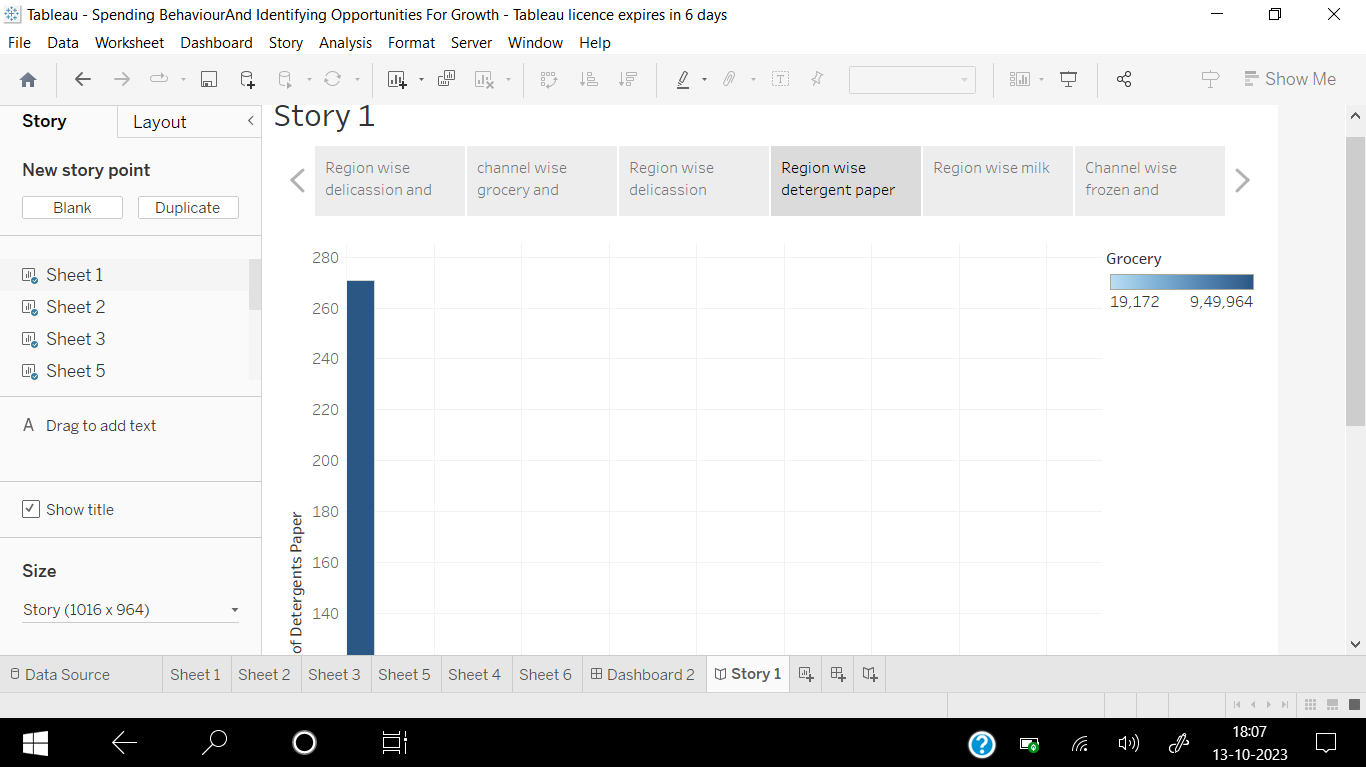 Tableau - Spending BehaviourAnd Identifying Opportunities For Growth - Tableau licence expires in 6 days
File Data Worksheet Dashboard Story Analysis Format Server Window Help
Show Me
Story Layout
New story point
Blank Duplicate
Sheet 1
Sheet 2
Sheet 3
Sheet 5
A Drag to add text
Show title
Size
Story (1016 x 964)
Story 1
Region wise
delicassion and
channel wise
grocery and
Region wise
delicassion
Region wise
detergent paper
Region wise milk
Channel wise
frozen and
280
260
240
220
200
180
160
140
of Detergents Paper
Grocery
19,172 9,49,964
Data Source Sheet 1 Sheet 2 Sheet 3 Sheet 5 Sheet 4 Sheet 6 Dashboard 2 Story 1
18:07
13-10-2023